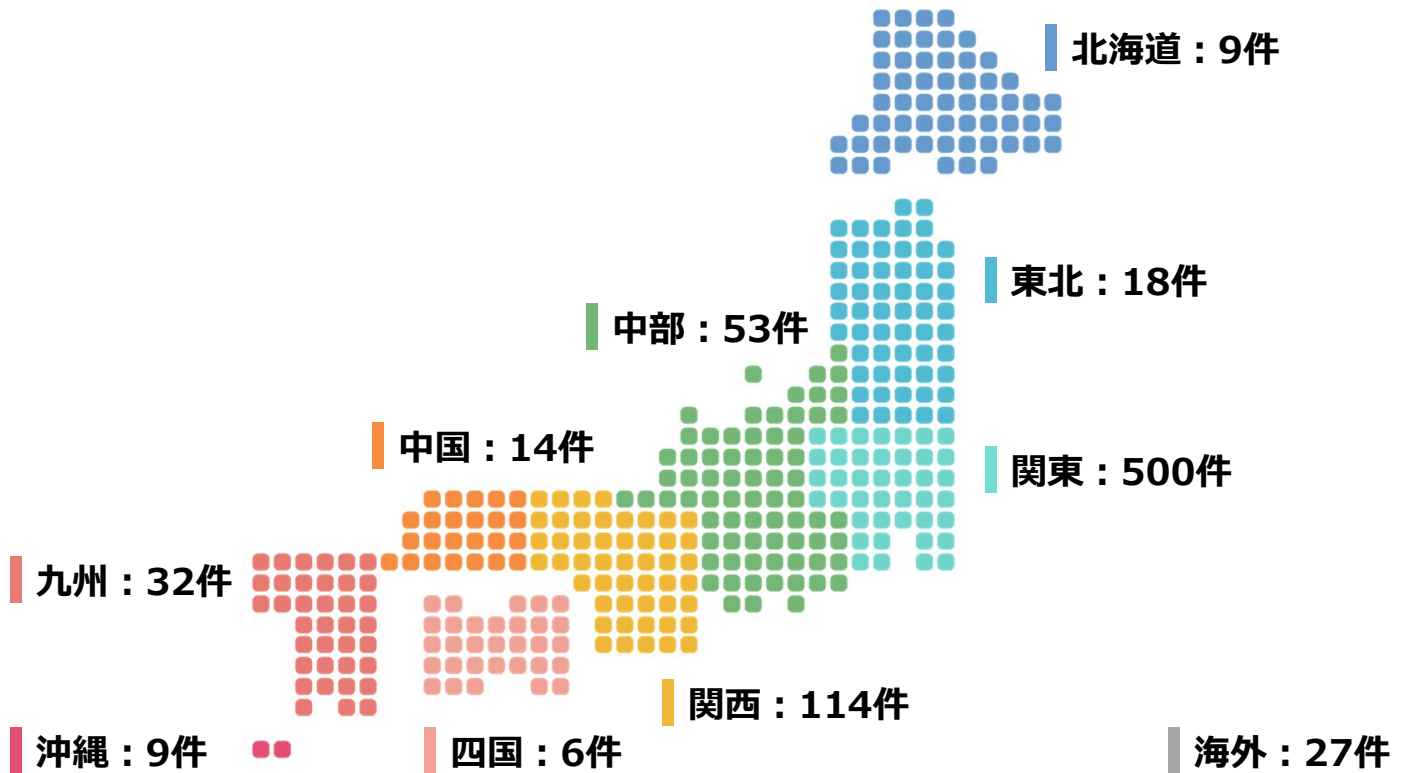 北海道：9件
東北：18件
中部：53件
中国：14件
関東：500件
九州：32件
関西：114件
沖縄：9件
四国：6件
海外：27件